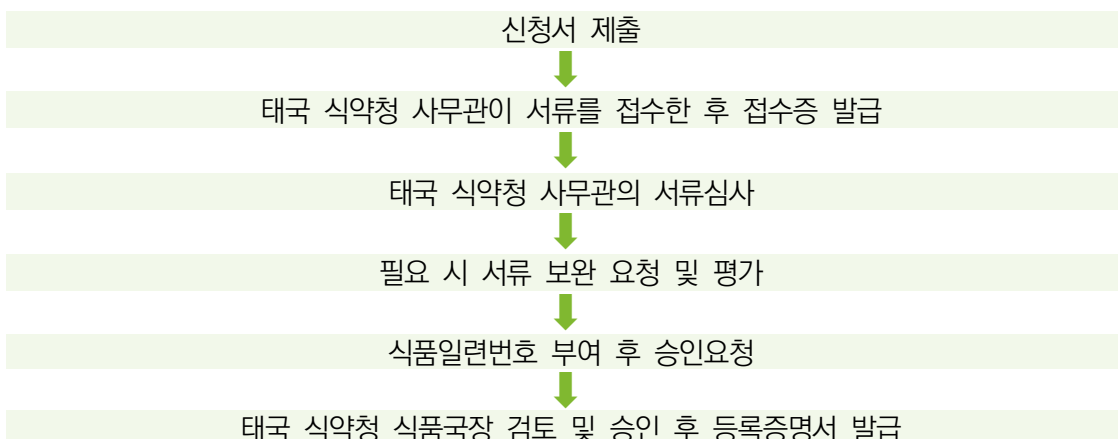 신청서 제출
태국 식약청 사무관이 서류를 접수한 후 접수증 발급
태국 식약청 사무관의 서류심사
필요 시 서류 보완 요청 및 평가
식품일련번호 부여 후 승인요청
태국 식약청 식품국장 검토 및 승인 후 등록증명서 발급